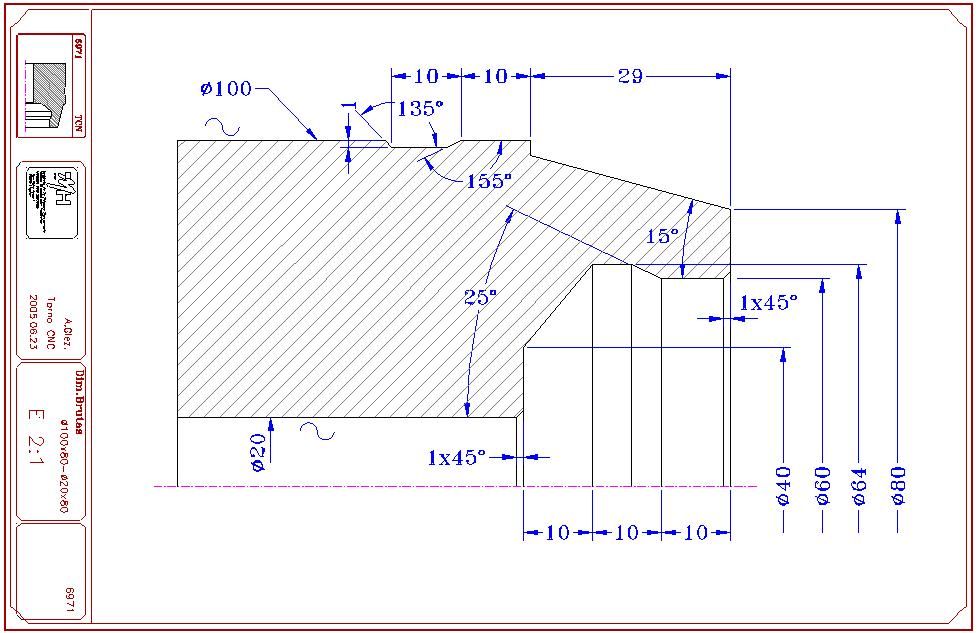 6971
TCN
A.Glez.
Torno CNC
2005.06.23
Dim.Brutas
ø100x80-ø20x80
E 2:1
6971
10
10
29
ø100
1
135°
155°
15°
25°
1x45°
ø20
1x45°
ø40
ø60
ø64
ø80
10
10
10